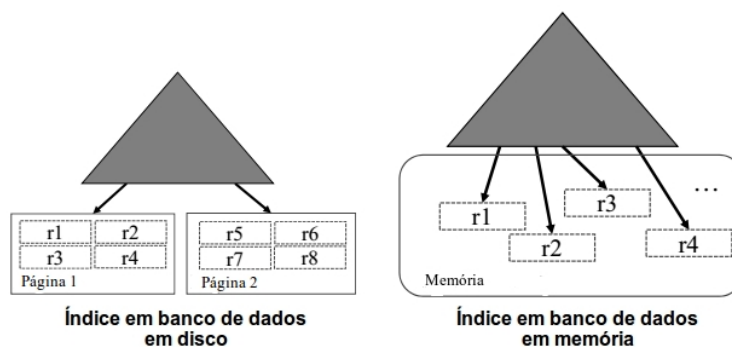 r1 r2 r5 r6
r3 r4 r7 r8
Página 1 Página 2
Índice em banco de dados
em disco
r3 ...
r1
r2 r4
Memória
Índice em banco de dados
em memória